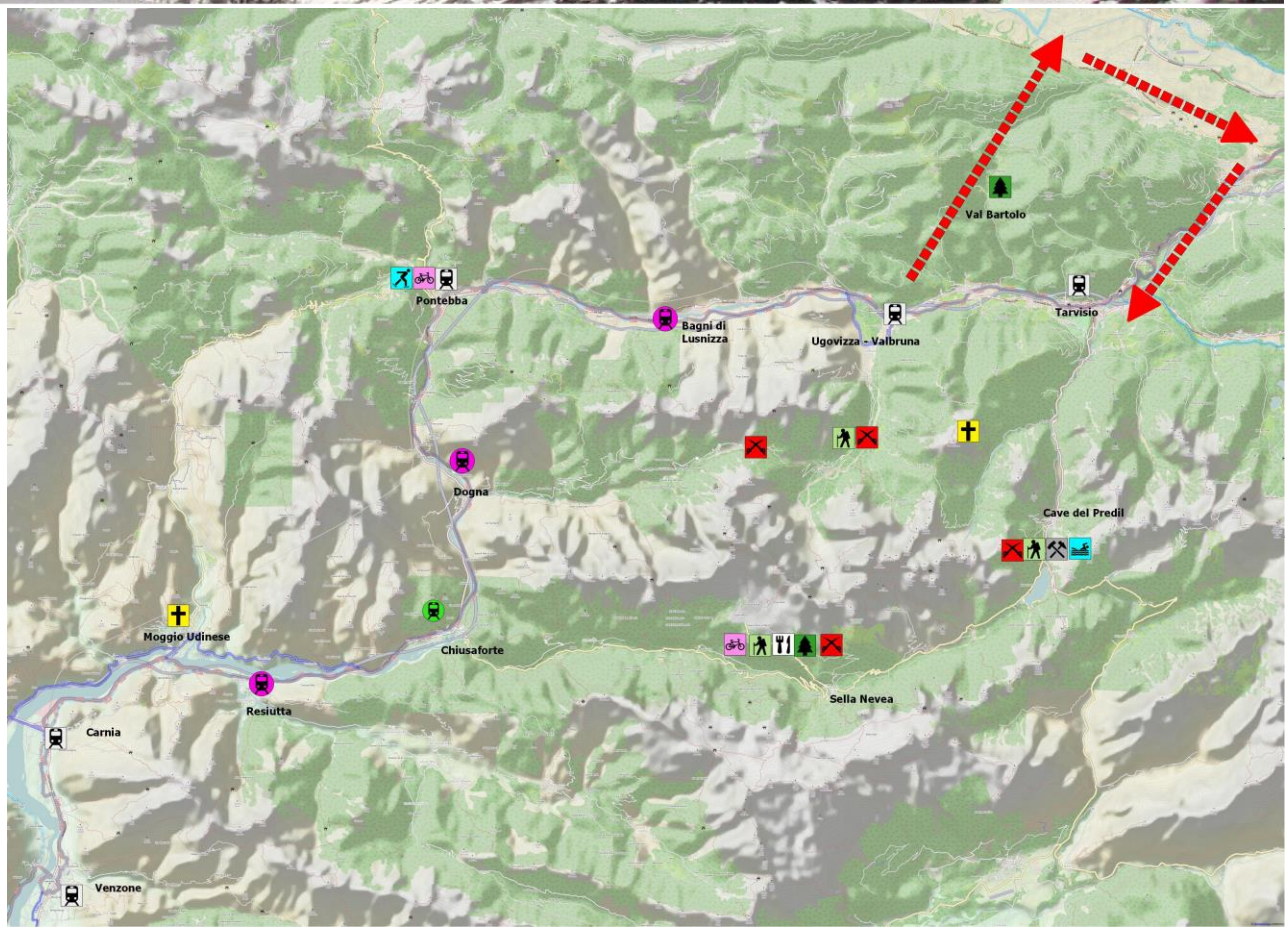 Val Bartolo
Pontebba
Tarvisio
Bagni di
Lusnizza
Ugovizza - Valbruna
Dogna
Cave del Predil
Moggio Udinese
Chiusaforte
Sella Nevea
Resiutta
Carnia
Venzone